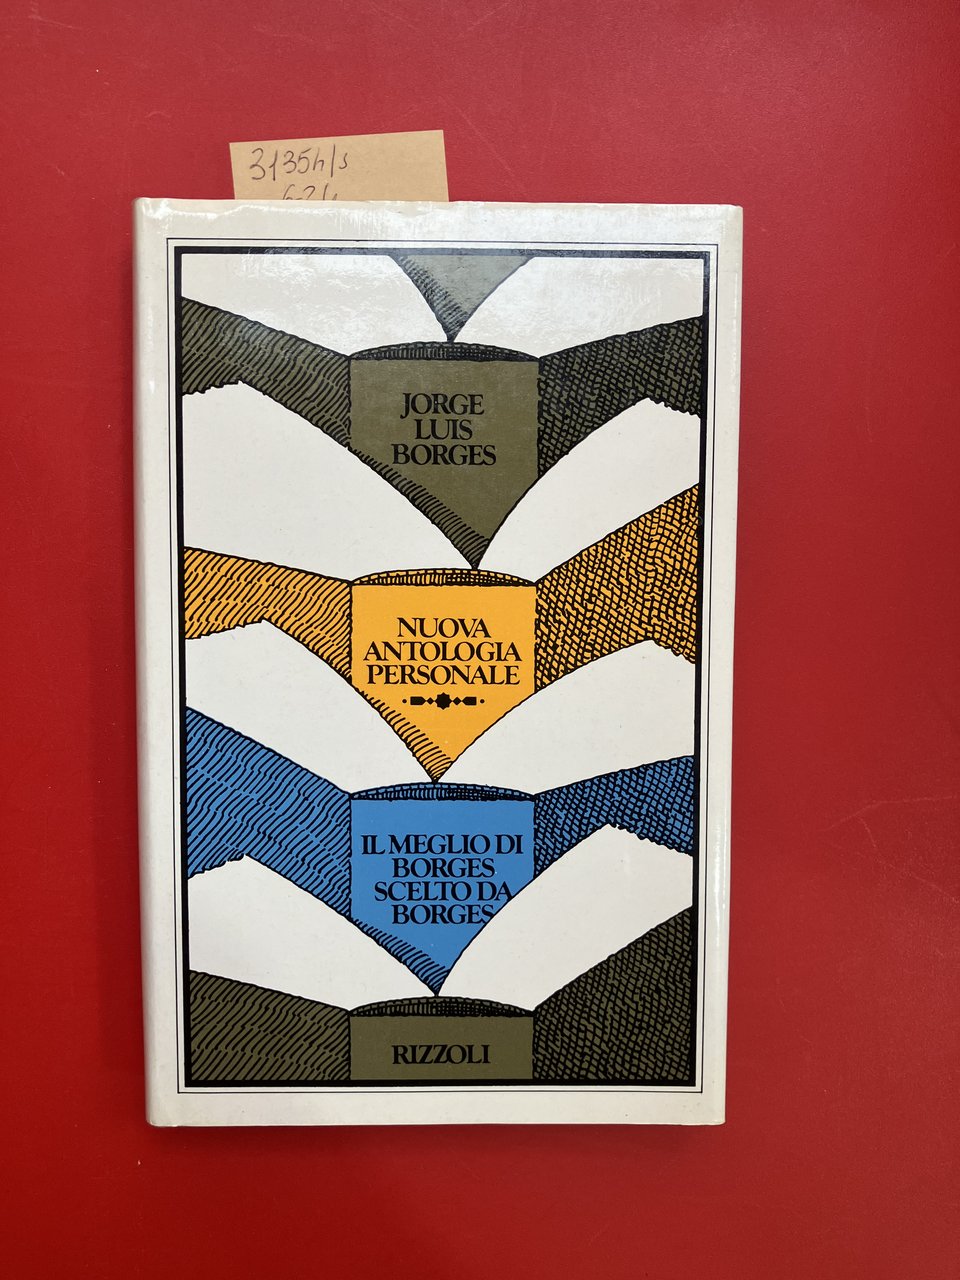 3135h/s
JORGE
LUIS
BORGES
NUOVA
ANTOLOGIA
PERSONALE
IL MEGLIO DI
BORGES
SCELTO DA
BORGES
RIZZOLI